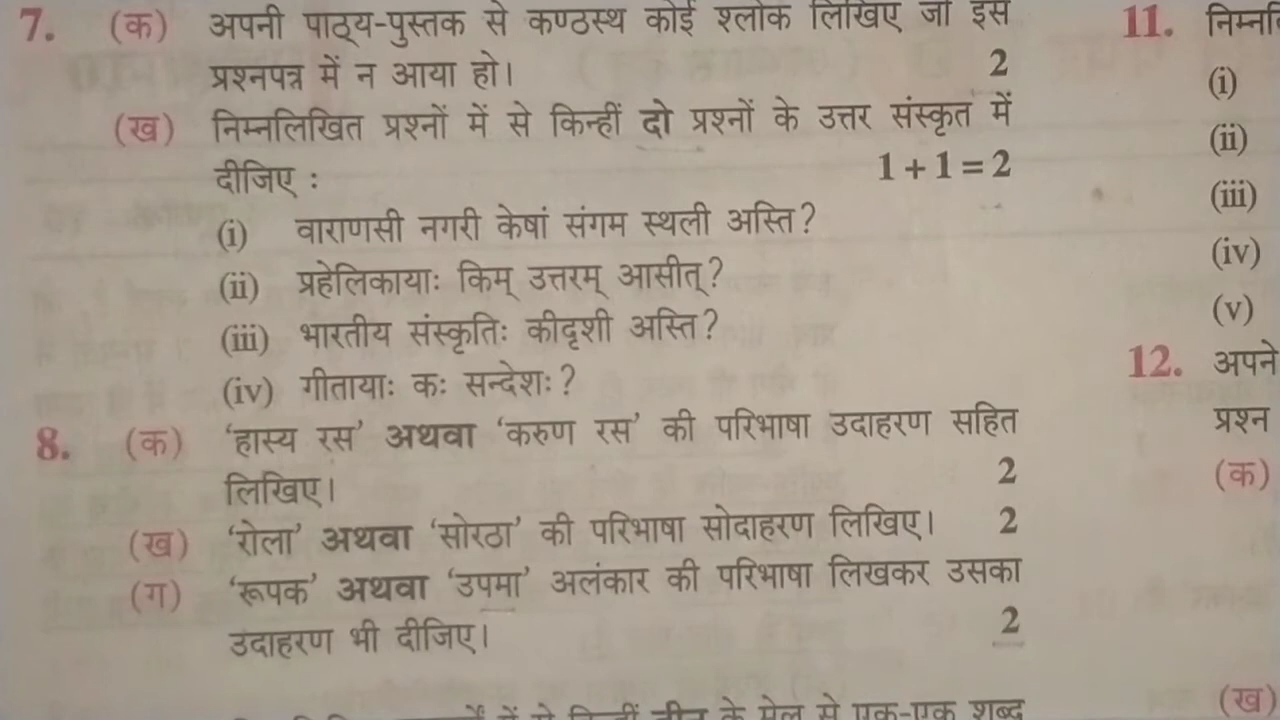 7. (क) अपनी पाठ्य-पुस्तक से कण्ठस्थ कोई श्लोक लिखिए जो इस
प्रश्नपत्र में न आया हो। 2
(ख) निम्नलिखित प्रश्नों में से किन्हीं दो प्रश्नों के उत्तर संस्कृत में
दीजिए : 1 + 1 = 2
(i) वाराणसी नगरी केषां संगम स्थली अस्ति?
(ii) प्रहेलिकायाः किम् उत्तरम् आसीत्?
(iii) भारतीय संस्कृतिः कीदृशी अस्ति?
(iv) गीतायाः कः सन्देशः?
8. (क) ‘हास्य रस’ अथवा ‘करुण रस’ की परिभाषा उदाहरण सहित
लिखिए। 2
(ख) ‘रोला’ अथवा ‘सोरठा’ की परिभाषा सोदाहरण लिखिए। 2
(ग) ‘रूपक’ अथवा ‘उपमा’ अलंकार की परिभाषा लिखकर उसका
उदाहरण भी दीजिए। 2
में से किन्हीं तीन के मेल से एक-एक शब्द
11.
(i)
(ii)
(iii)
(iv)
(v)
12. अपने
प्रश्न
(क)
(ख)